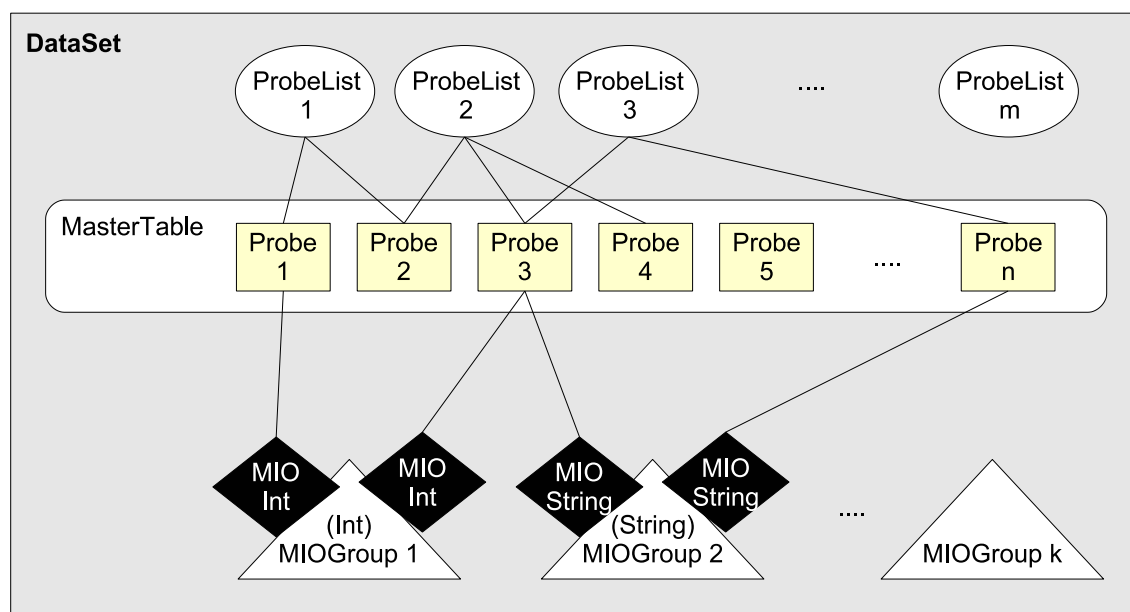 DataSet
ProbeList
1
ProbeList
2
ProbeList
3
....
ProbeList
m
MasterTable
Probe
1
Probe
2
Probe
3
Probe
4
Probe
5
....
Probe
n
MIO
Int
MIO
Int
MIO
String
MIO
String
(Int)
MIOGroup 1
(String)
MIOGroup 2
....
MIOGroup k